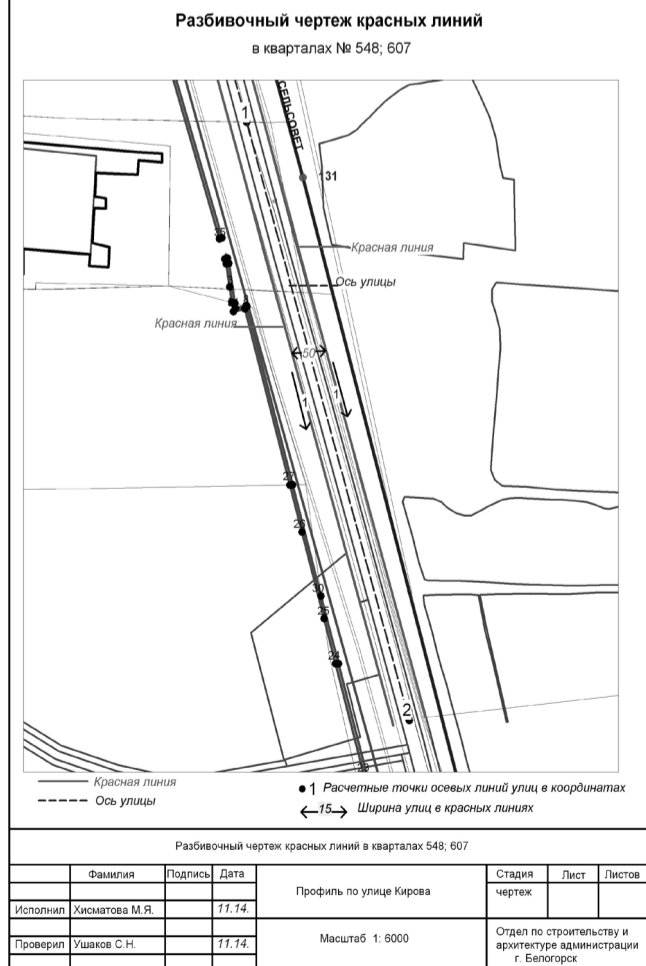 Разбивочный чертеж красных линий
в кварталах № 548; 607
СЕЛЬСОВЕТ
1
131
Красная линия
Ось улицы
Красная линия
50
1
1
27
26
30
25
24
2
Красная линия
Ось улицы
1 Расчетные точки осевых линий улиц в координатах
15 Ширина улиц в красных линиях
Разбивочный чертеж красных линий в кварталах 548; 607
Фамилия Подпись Дата
Профиль по улице Кирова
Стадия Лист Листов
чертеж
Исполнил Хисматова М.Я. 11.14.
Масштаб 1: 6000
Проверил Ушаков С.Н. 11.14.
Отдел по строительству и
архитектуре администрации
г. Белогорск